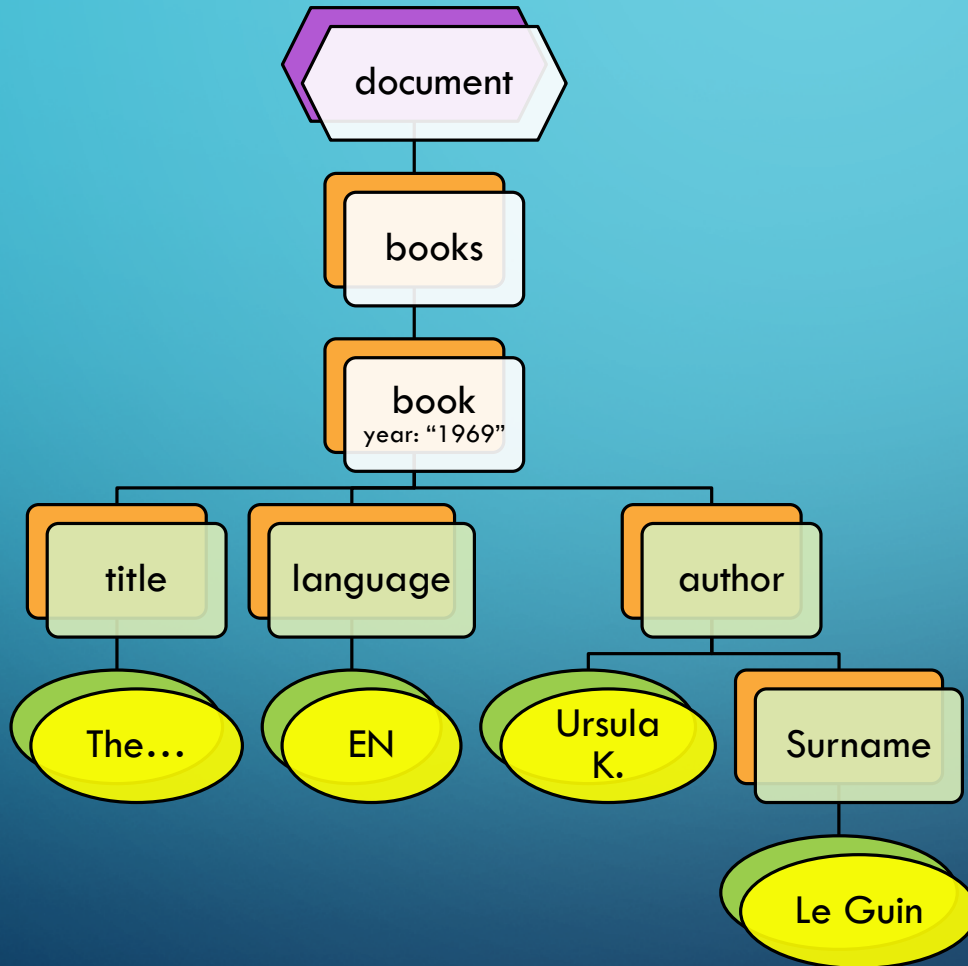 document
books
book
year: “1969”
title
language
author
The…
EN
Ursula
K.
Surname
Le Guin